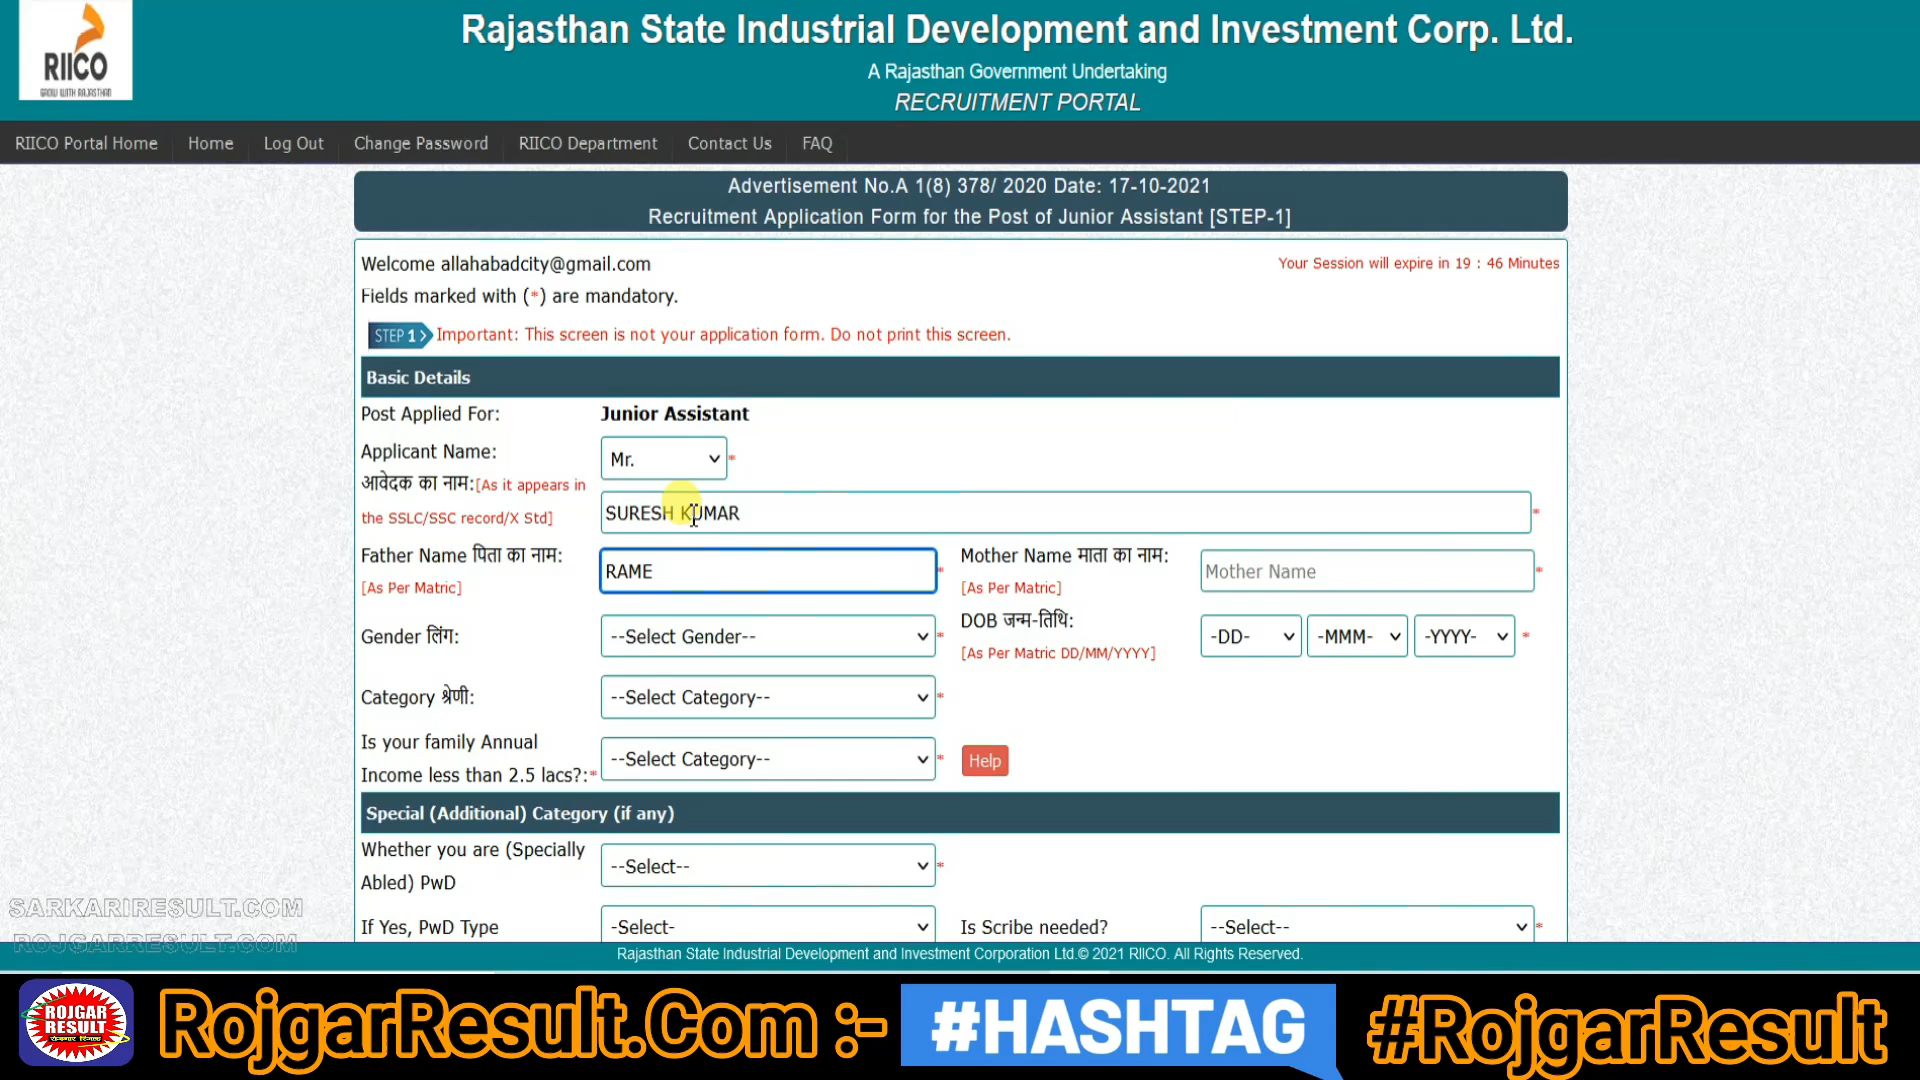 RIICO
GROW WITH RAJASTHAN
Rajasthan State Industrial Development and Investment Corp. Ltd.
A Rajasthan Government Undertaking
RECRUITMENT PORTAL
RIICO Portal Home Home Log Out Change Password RIICO Department Contact Us FAQ
Advertisement No.A 1(8) 378/ 2020 Date: 17-10-2021
Recruitment Application Form for the Post of Junior Assistant [STEP-1]
Welcome allahabadcity@gmail.com Your Session will expire in 19 : 46 Minutes
Fields marked with (*) are mandatory.
STEP 1 > Important: This screen is not your application form. Do not print this screen.
Basic Details
Post Applied For: Junior Assistant
Applicant Name: Mr. *
आवेदक का नाम:[As it appears in
the SSLC/SSC record/X Std] SURESH KUMAR *
Father Name पिता का नाम: RAME * Mother Name माता का नाम: Mother Name *
[As Per Matric] [As Per Matric]
Gender लिंग: --Select Gender-- * DOB जन्म-तिथि: -DD- -MMM- -YYYY- *
[As Per Matric DD/MM/YYYY]
Category श्रेणी: --Select Category-- *
Is your family Annual
Income less than 2.5 lacs?:* --Select Category-- * Help
Special (Additional) Category (if any)
Whether you are (Specially
Abled) PwD --Select-- *
If Yes, PwD Type -Select- Is Scribe needed? --Select-- *
SARKARIRESULT.COM
ROJGARRESULT.COM
Rajasthan State Industrial Development and Investment Corporation Ltd.© 2021 RIICO. All Rights Reserved.
ROJGAR
RESULT
रोजगार रिजल्ट
RojgarResult.Com :- #HASHTAG #RojgarResult